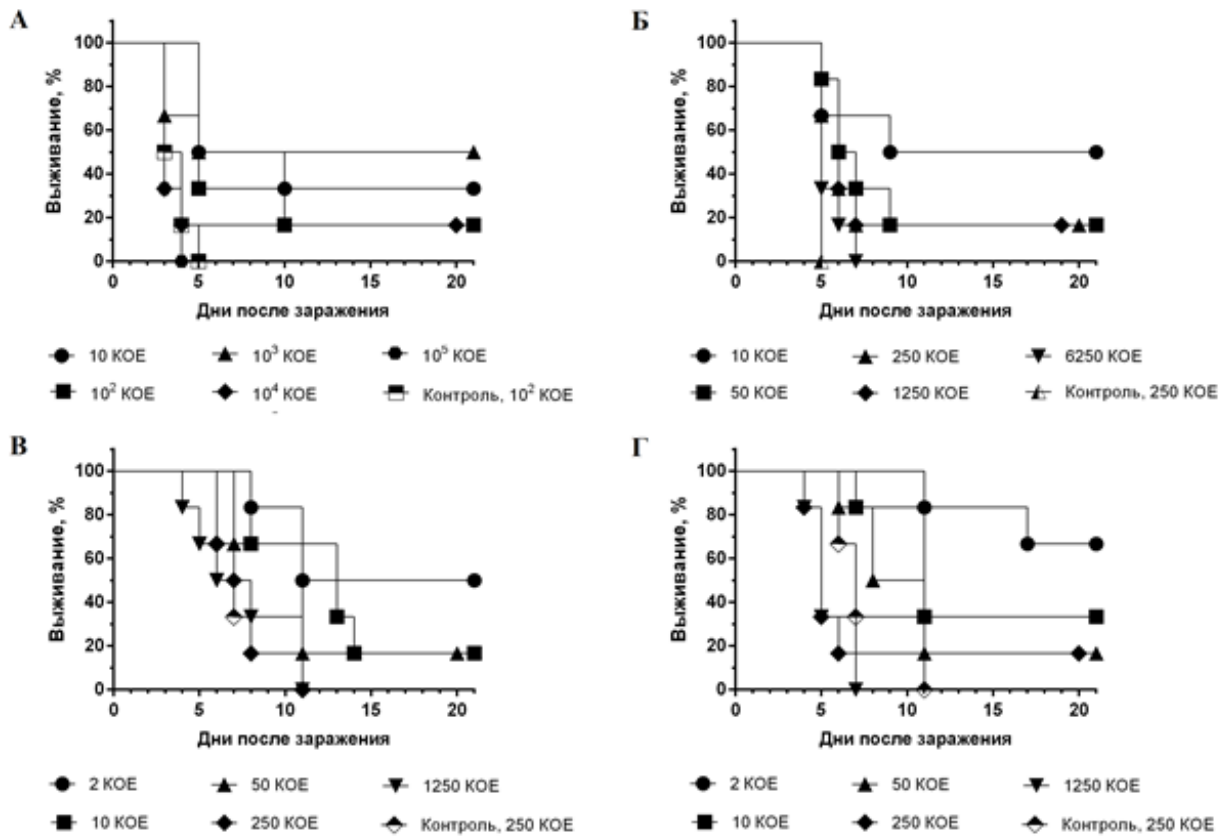 А
Выживание, %
100
80
60
40
20
0
0 5 10 15 20
Дни после заражения
10 КОЕ 10³ КОЕ 10⁵ КОЕ
10² КОЕ 10⁴ КОЕ Контроль, 10² КОЕ
Б
Выживание, %
100
80
60
40
20
0
0 5 10 15 20
Дни после заражения
10 КОЕ 250 КОЕ 6250 КОЕ
50 КОЕ 1250 КОЕ Контроль, 250 КОЕ
В
Выживание, %
100
80
60
40
20
0
0 5 10 15 20
Дни после заражения
2 КОЕ 50 КОЕ 1250 КОЕ
10 КОЕ 250 КОЕ Контроль, 250 КОЕ
Г
Выживание, %
100
80
60
40
20
0
0 5 10 15 20
Дни после заражения
2 КОЕ 50 КОЕ 1250 КОЕ
10 КОЕ 250 КОЕ Контроль, 250 КОЕ